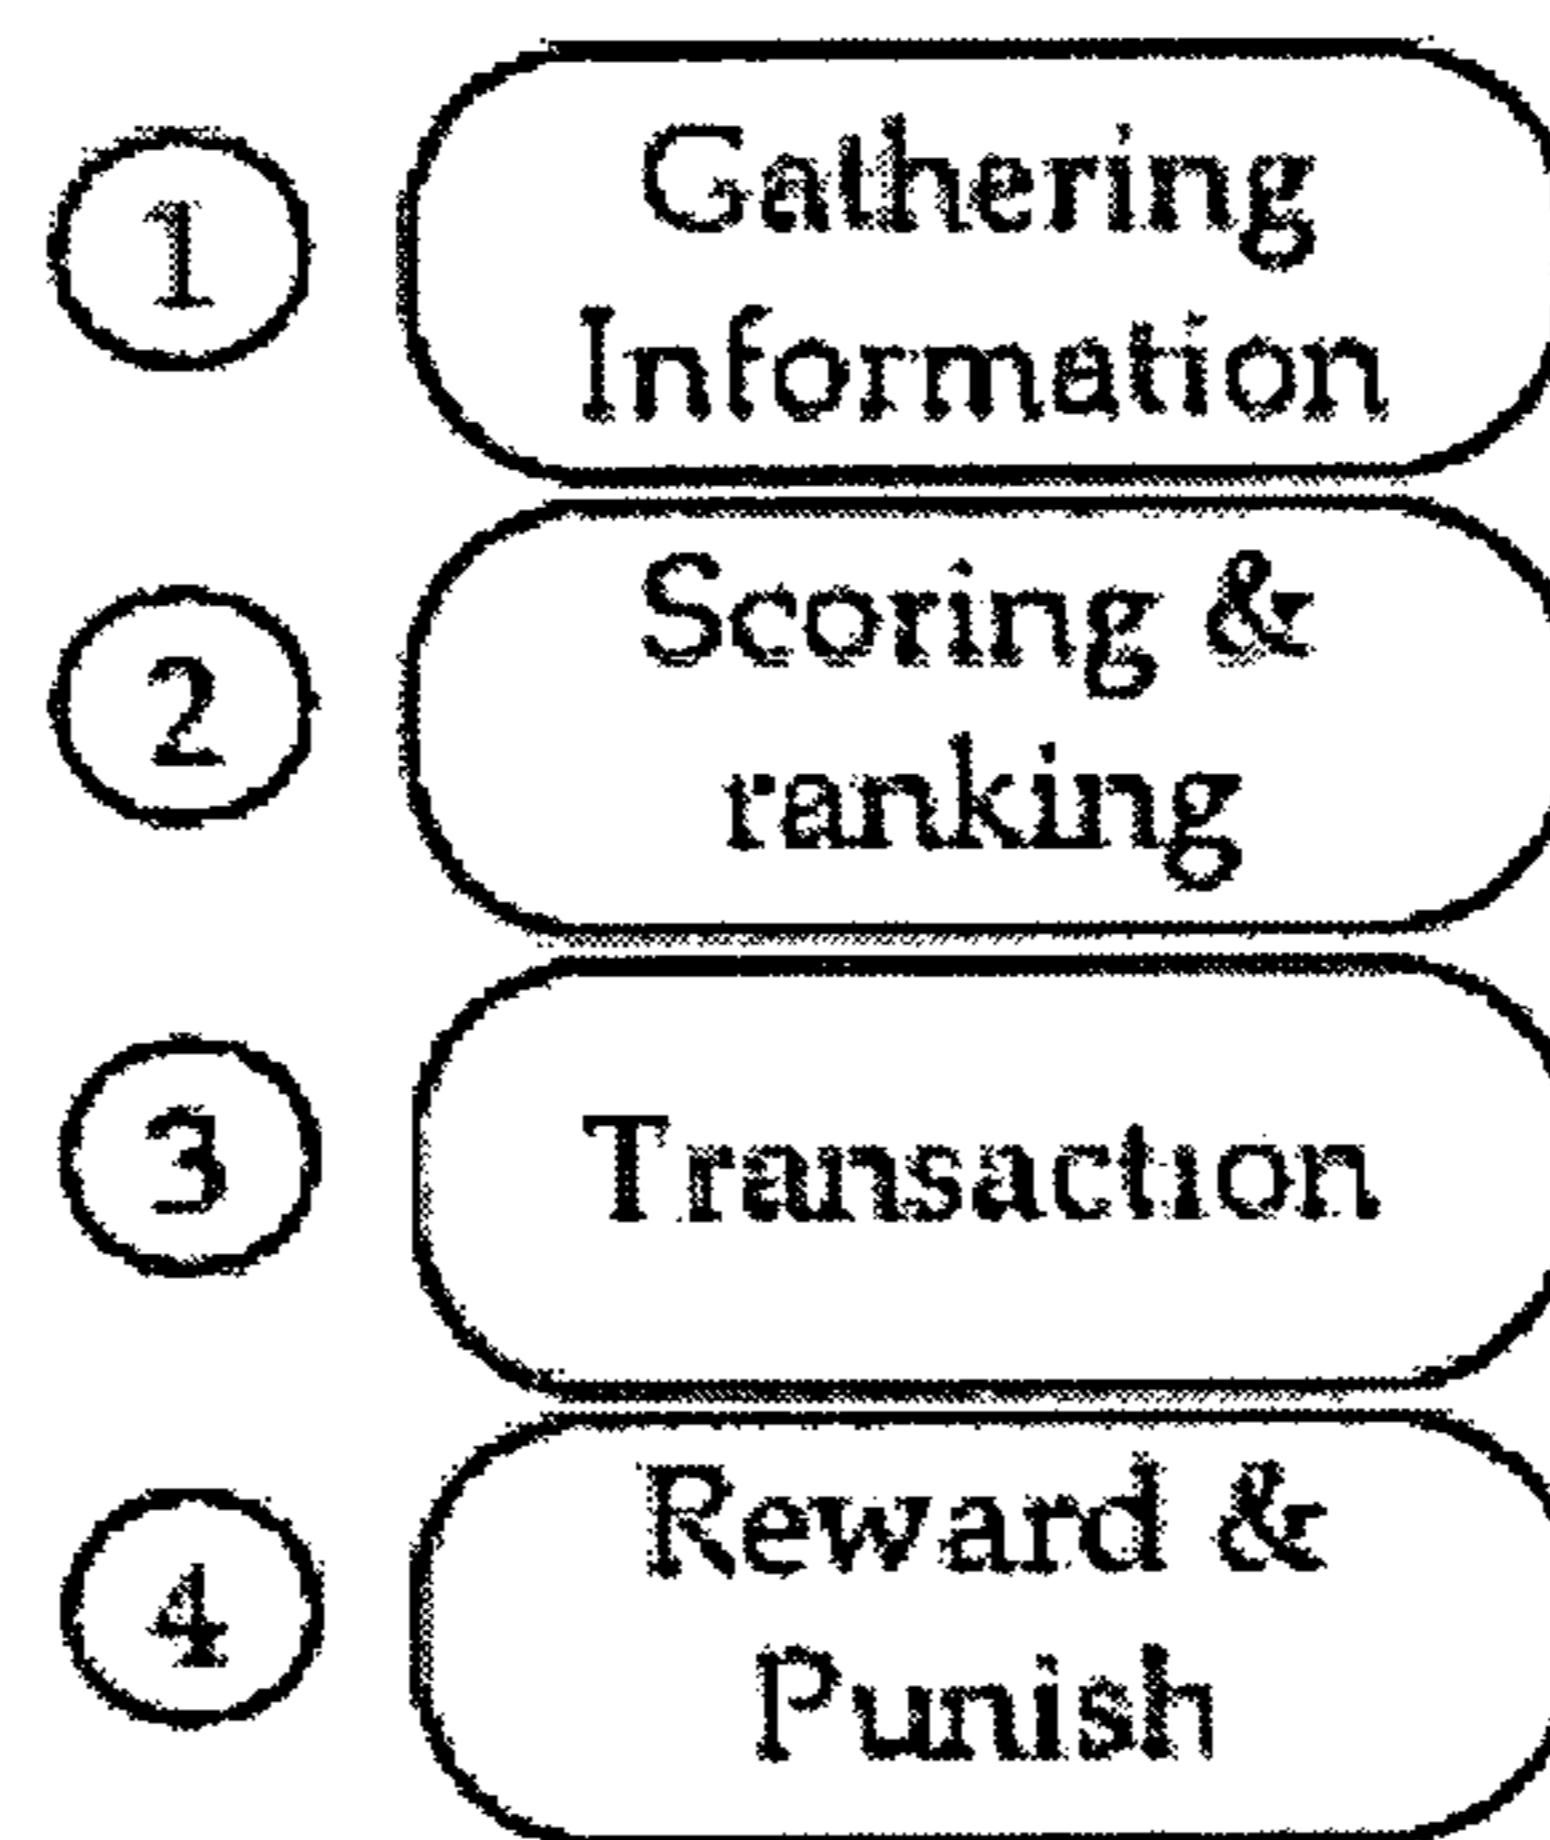 1
Gathering
Information
2
Scoring &
ranking
3
Transaction
4
Reward &
Punish